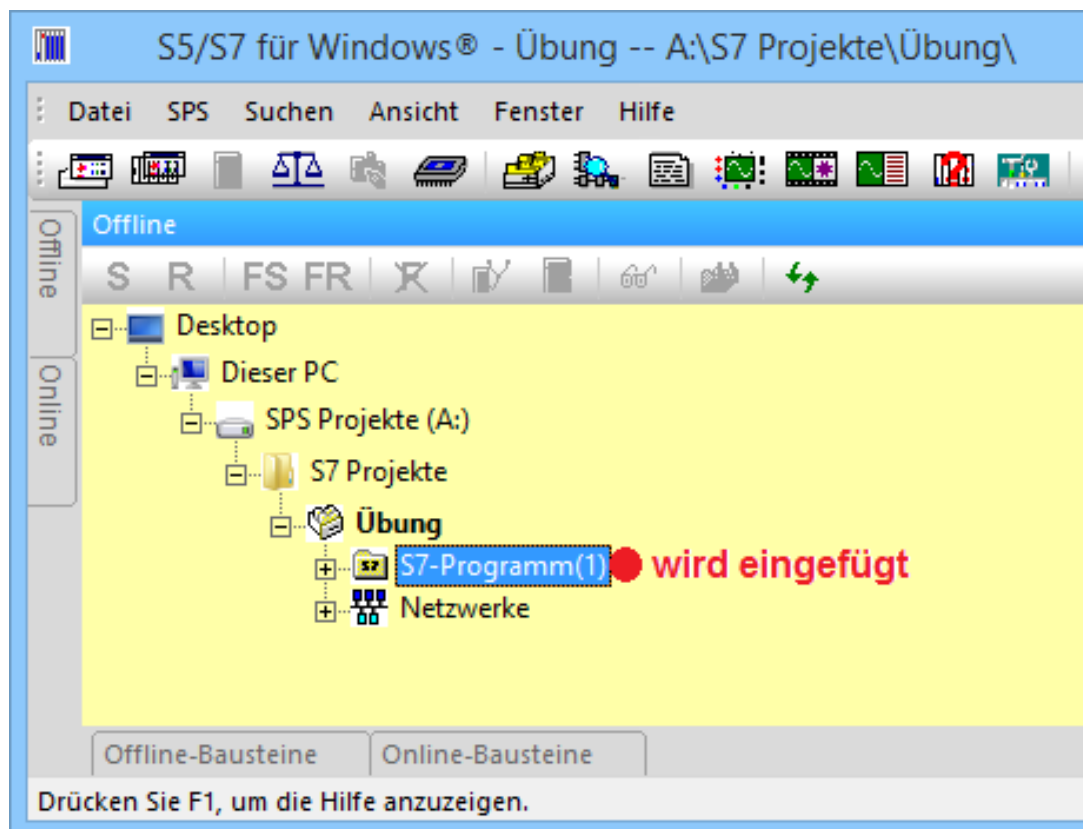 S5/S7 für Windows® - Übung -- A:\S7 Projekte\Übung\
Datei SPS Suchen Ansicht Fenster Hilfe
Offline
Online
Offline
S R FS FR
Desktop
Dieser PC
SPS Projekte (A:)
S7 Projekte
Übung
S7-Programm(1) wird eingefügt
Netzwerke
Offline-Bausteine Online-Bausteine
Drücken Sie F1, um die Hilfe anzuzeigen.